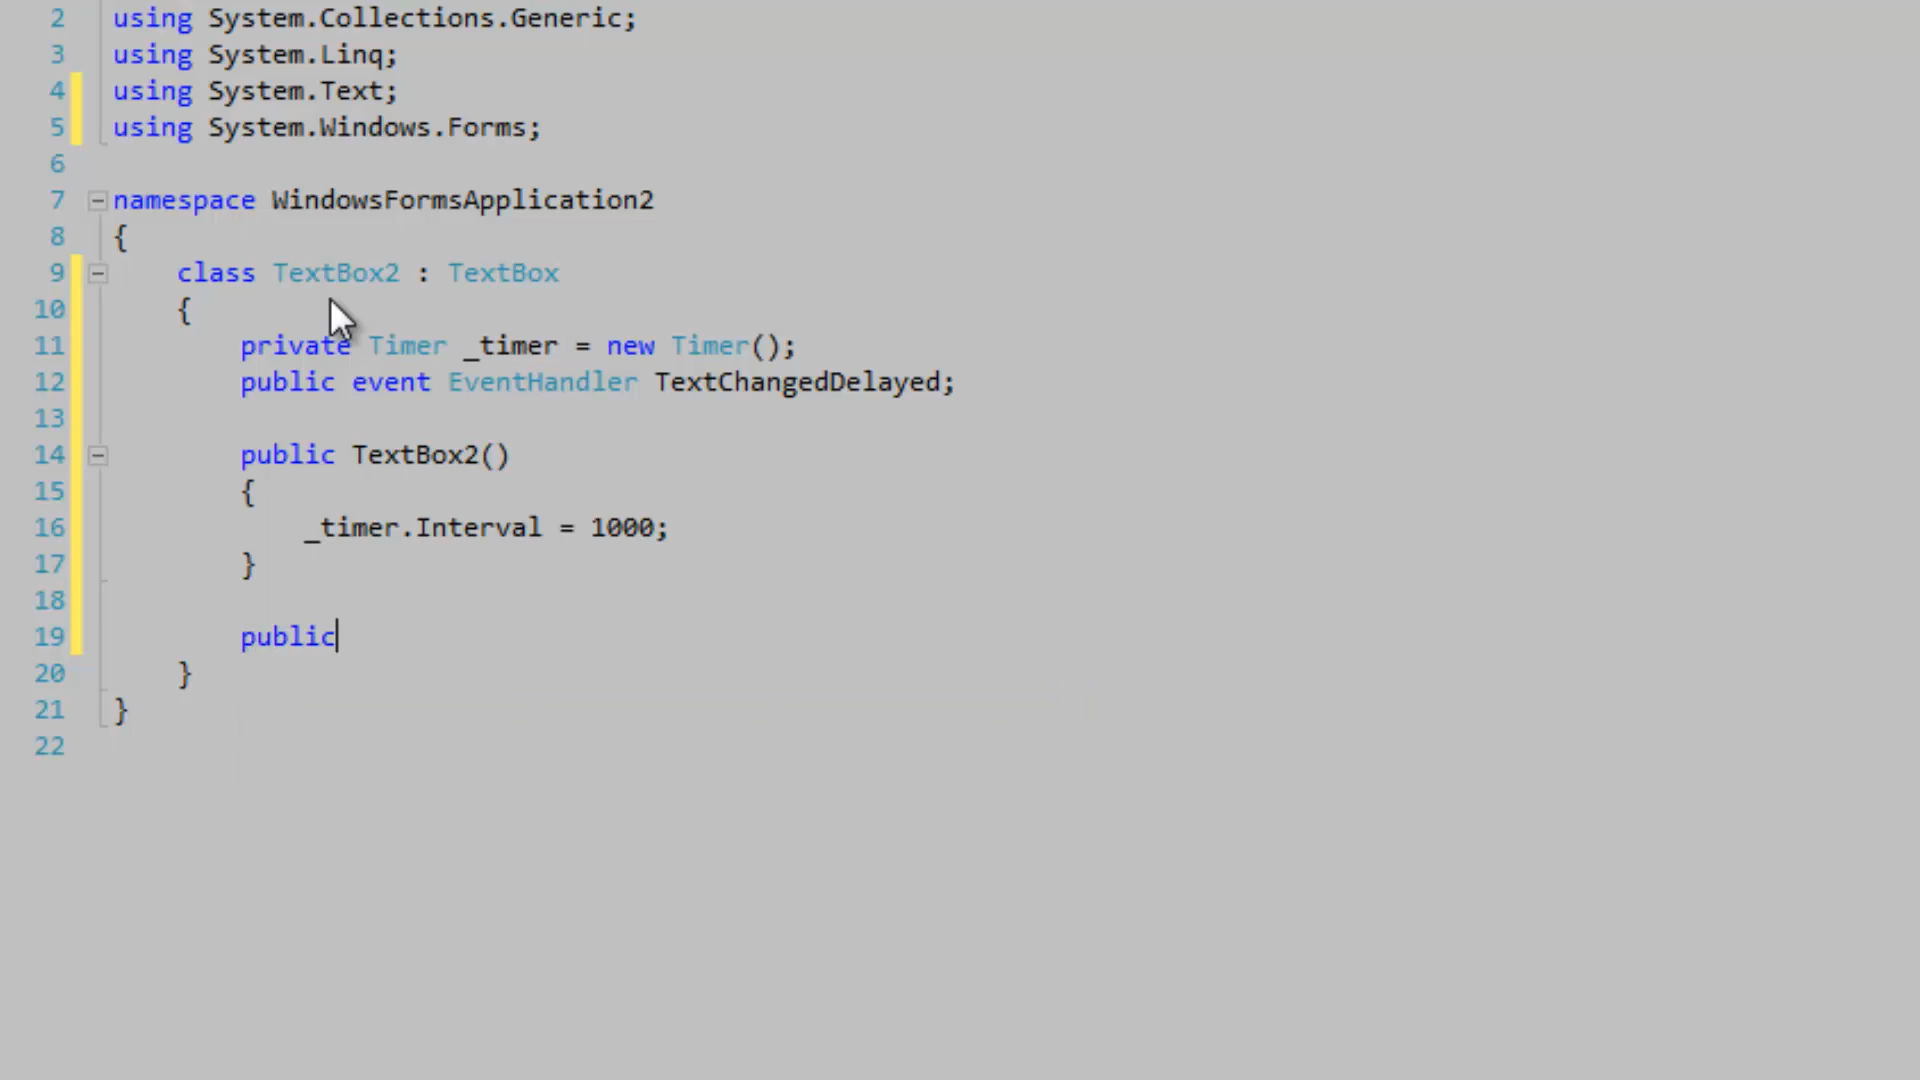 2 using System.Collections.Generic;
3 using System.Linq;
4 using System.Text;
5 using System.Windows.Forms;
6
7 namespace WindowsFormsApplication2
8 {
9 class TextBox2 : TextBox
10 {
11 private Timer _timer = new Timer();
12 public event EventHandler TextChangedDelayed;
13
14 public TextBox2()
15 {
16 _timer.Interval = 1000;
17 }
18
19 public
20 }
21 }
22